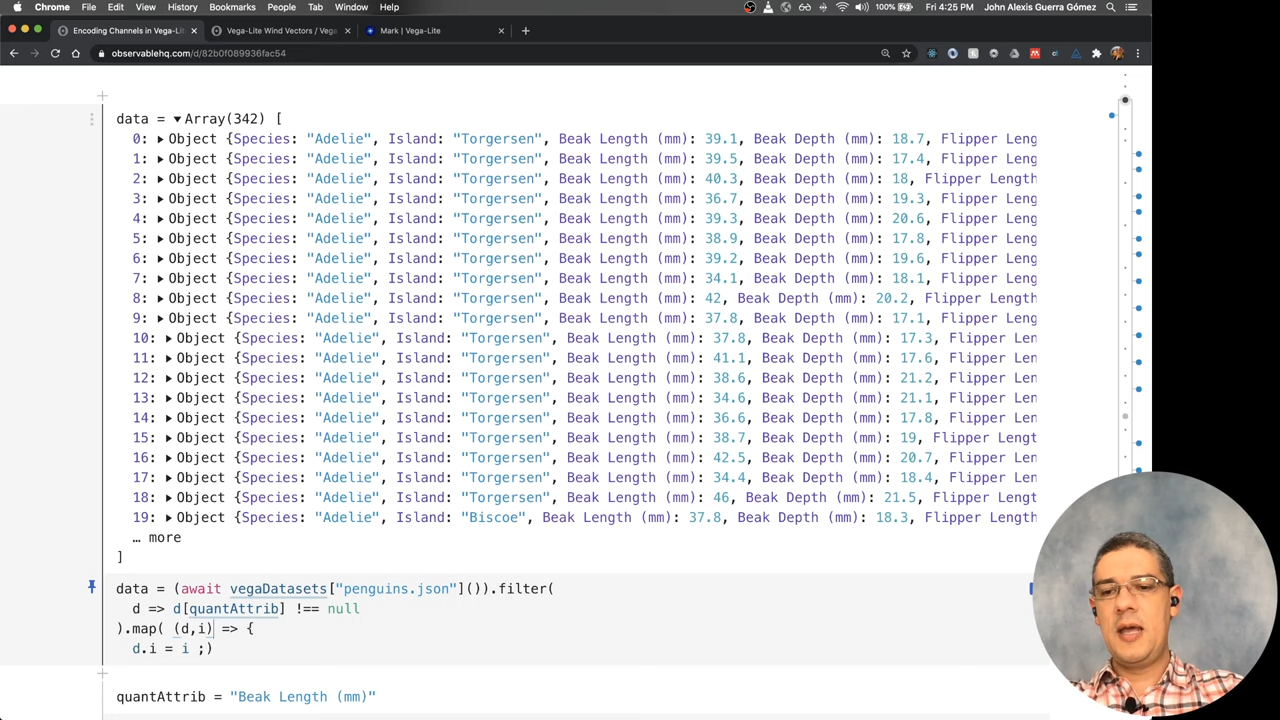 Chrome File Edit View History Bookmarks People Tab Window Help 100% Fri 4:25 PM John Alexis Guerra Gómez
Encoding Channels in Vega-Lit × Vega-Lite Wind Vectors / Vega × Mark | Vega-Lite × +
observablehq.com/d/82b0f089936fac54
data = ▼Array(342) [
0: ▶Object {Species: "Adelie", Island: "Torgersen", Beak Length (mm): 39.1, Beak Depth (mm): 18.7, Flipper Leng
1: ▶Object {Species: "Adelie", Island: "Torgersen", Beak Length (mm): 39.5, Beak Depth (mm): 17.4, Flipper Leng
2: ▶Object {Species: "Adelie", Island: "Torgersen", Beak Length (mm): 40.3, Beak Depth (mm): 18, Flipper Length
3: ▶Object {Species: "Adelie", Island: "Torgersen", Beak Length (mm): 36.7, Beak Depth (mm): 19.3, Flipper Leng
4: ▶Object {Species: "Adelie", Island: "Torgersen", Beak Length (mm): 39.3, Beak Depth (mm): 20.6, Flipper Leng
5: ▶Object {Species: "Adelie", Island: "Torgersen", Beak Length (mm): 38.9, Beak Depth (mm): 17.8, Flipper Leng
6: ▶Object {Species: "Adelie", Island: "Torgersen", Beak Length (mm): 39.2, Beak Depth (mm): 19.6, Flipper Leng
7: ▶Object {Species: "Adelie", Island: "Torgersen", Beak Length (mm): 34.1, Beak Depth (mm): 18.1, Flipper Leng
8: ▶Object {Species: "Adelie", Island: "Torgersen", Beak Length (mm): 42, Beak Depth (mm): 20.2, Flipper Length
9: ▶Object {Species: "Adelie", Island: "Torgersen", Beak Length (mm): 37.8, Beak Depth (mm): 17.1, Flipper Leng
10: ▶Object {Species: "Adelie", Island: "Torgersen", Beak Length (mm): 37.8, Beak Depth (mm): 17.3, Flipper Len
11: ▶Object {Species: "Adelie", Island: "Torgersen", Beak Length (mm): 41.1, Beak Depth (mm): 17.6, Flipper Len
12: ▶Object {Species: "Adelie", Island: "Torgersen", Beak Length (mm): 38.6, Beak Depth (mm): 21.2, Flipper Len
13: ▶Object {Species: "Adelie", Island: "Torgersen", Beak Length (mm): 34.6, Beak Depth (mm): 21.1, Flipper Len
14: ▶Object {Species: "Adelie", Island: "Torgersen", Beak Length (mm): 36.6, Beak Depth (mm): 17.8, Flipper Len
15: ▶Object {Species: "Adelie", Island: "Torgersen", Beak Length (mm): 38.7, Beak Depth (mm): 19, Flipper Lengt
16: ▶Object {Species: "Adelie", Island: "Torgersen", Beak Length (mm): 42.5, Beak Depth (mm): 20.7, Flipper Len
17: ▶Object {Species: "Adelie", Island: "Torgersen", Beak Length (mm): 34.4, Beak Depth (mm): 18.4, Flipper Len
18: ▶Object {Species: "Adelie", Island: "Torgersen", Beak Length (mm): 46, Beak Depth (mm): 21.5, Flipper Lengt
19: ▶Object {Species: "Adelie", Island: "Biscoe", Beak Length (mm): 37.8, Beak Depth (mm): 18.3, Flipper Length
… more
]
data = (await vegaDatasets["penguins.json"]()).filter(
d => d[quantAttrib] !== null
).map( (d,i) => {
d.i = i ;)
quantAttrib = "Beak Length (mm)"